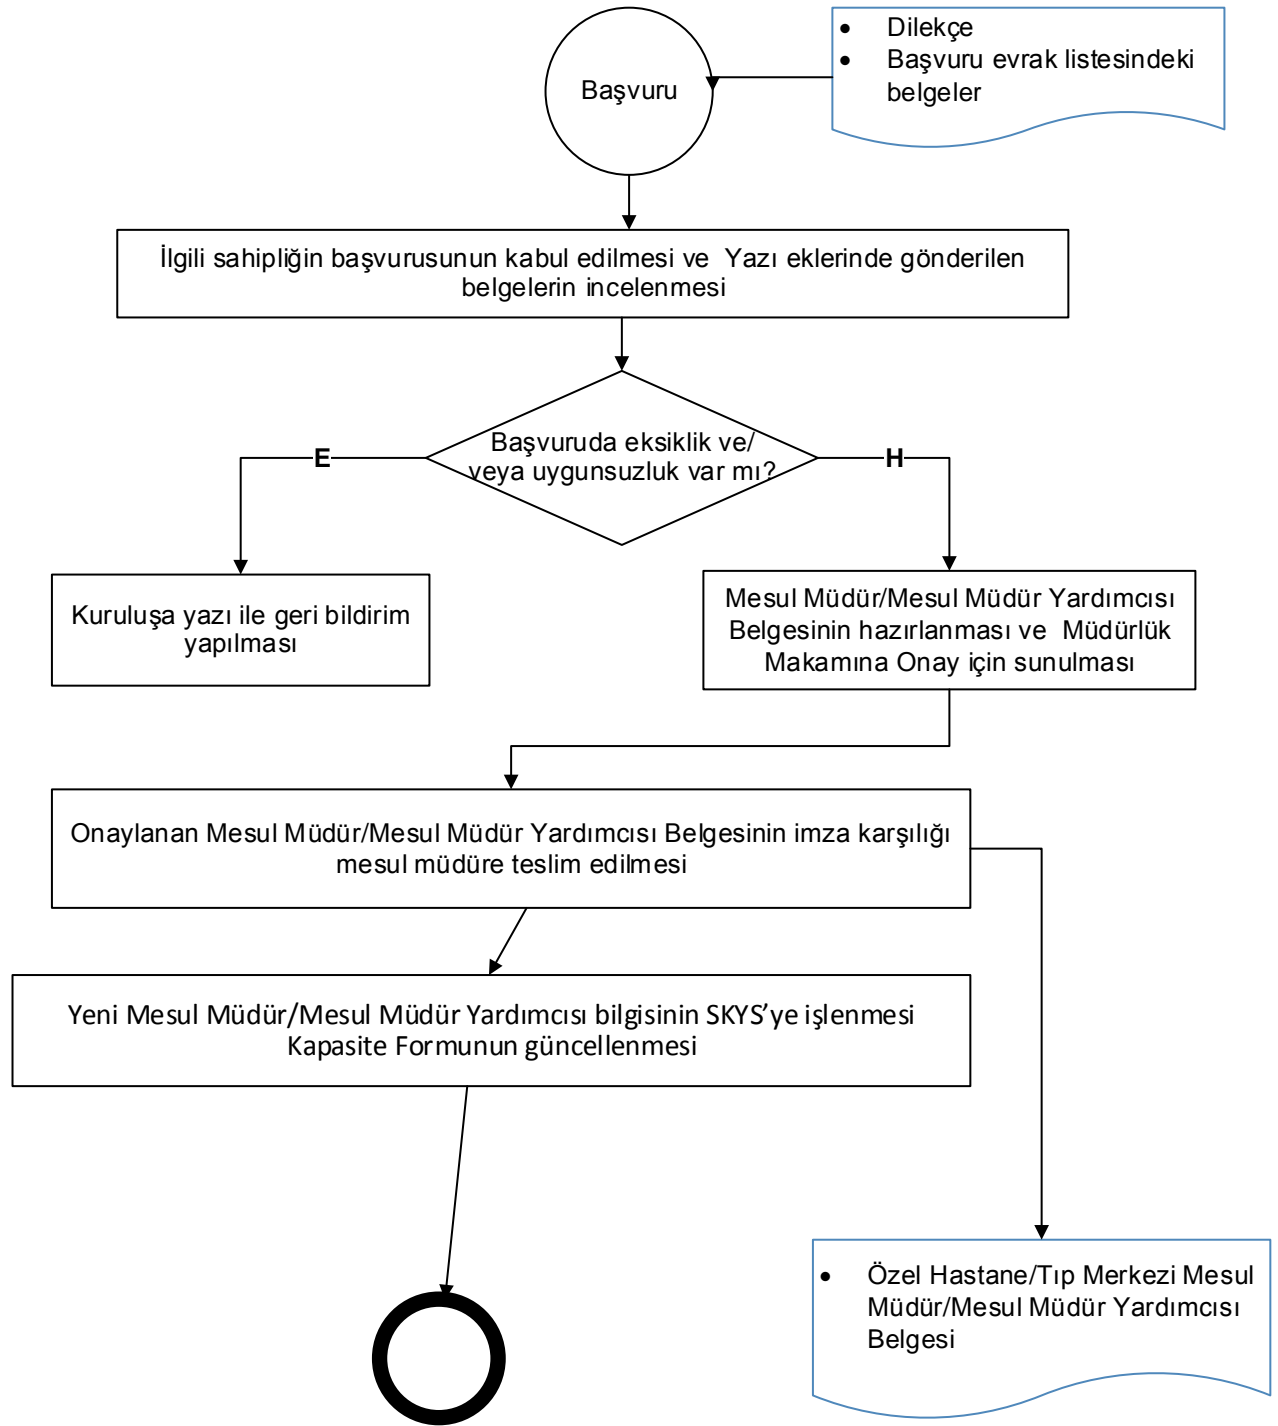 Başvuru
• Dilekçe
• Başvuru evrak listesindeki
belgeler
İlgili sahipliğin başvurusunun kabul edilmesi ve Yazı eklerinde gönderilen
belgelerin incelenmesi
Başvuruda eksiklik ve/
veya uygunsuzluk var mı?
E
H
Kuruluşa yazı ile geri bildirim
yapılması
Mesul Müdür/Mesul Müdür Yardımcısı
Belgesinin hazırlanması ve Müdürlük
Makamına Onay için sunulması
Onaylanan Mesul Müdür/Mesul Müdür Yardımcısı Belgesinin imza karşılığı
mesul müdüre teslim edilmesi
Yeni Mesul Müdür/Mesul Müdür Yardımcısı bilgisinin SKYS’ye işlenmesi
Kapasite Formunun güncellenmesi
• Özel Hastane/Tıp Merkezi Mesul
Müdür/Mesul Müdür Yardımcısı
Belgesi